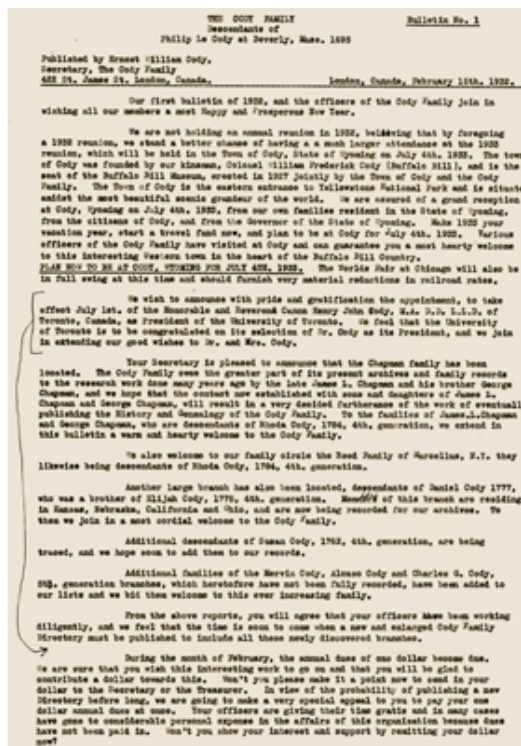 THE CODY FAMILY
Bulletin No. 1
Descendants of
Philip Le Cody at Beverly, Mass. 1695
Published by Ernest William Cody,
Secretary, The Cody Family
422 St. James St. London, Canada.
London, Canada, February 15th. 1932.
Our first bulletin of 1932, and the officers of the Cody Family join in
wishing all our members a most Happy and Prosperous New Year.
We are not holding an annual reunion in 1932, believing that by foregoing
a 1932 reunion, we stand a better chance of having a a much larger attendance at the 1933
reunion, which will be held in the Town of Cody, State of Wyoming on July 4th. 1933. The town
of Cody was founded by our kinsman, Colonel William Frederick Cody (Buffalo Bill), and is the
seat of the Buffalo Bill Museum, erected in 1927 jointly by the Town of Cody and the Cody
Family. The Town of Cody is the eastern entrance to Yellowstone National Park and is situate
amidst the most beautiful scenic grandeur of the world. We are assured of a grand reception
at Cody, Wyoming on July 4th. 1933, from our own families resident in the State of Wyoming,
from the citizens of Cody, and from the Governor of the State of Wyoming. Make 1933 your
vacation year, start a travel fund now, and plan to be at Cody for July 4th. 1933. Various
officers of the Cody Family have visited at Cody and can guarantee you a most hearty welcome
to this interesting Western town in the heart of the Buffalo Bill Country.
PLAN NOW TO BE AT CODY, WYOMING FOR JULY 4TH. 1933. The Worlds Fair at Chicago will also be
in full swing at this time and should furnish very material reductions in railroad rates.
We wish to announce with pride and gratification the appointment, to take
effect July 1st. of the Honorable and Reverend Canon Henry John Cody, M.A. D.D. L.L.D. of
Toronto, Canada, as President of the University of Toronto. We feel that the University
of Toronto is to be congratulated on its selection of Dr. Cody as its President, and we join
in extending our good wishes to Dr. and Mrs. Cody.
Your Secretary is pleased to announce that the Chapman family has been
located. The Cody Family owes the greater part of its present archives and family records
to the research work done many years ago by the late James L. Chapman and his brother George
Chapman, and we hope that the contact now established with sons and daughters of James L.
Chapman and George Chapman, will result in a very decided furtherance of the work of eventually
publishing the History and Genealogy of the Cody Family. To the families of James.L.Chapman
and George Chapman, who are descendants of Rhoda Cody, 1784, 4th. generation, we extend in
this bulletin a warm and hearty welcome to the Cody Family.
We also welcome to our family circle the Reed Family of Marcellus, N.Y. they
likewise being descendants of Rhoda Cody, 1784, 4th. generation.
Another large branch has also been located, descendants of Daniel Cody 1777,
who was a brother of Elijah Cody, 1775, 4th. generation. Members of this branch are residing
in Kansas, Nebraska, California and Ohio, and are now being recorded for our archives. To
them we join in a most cordial welcome to the Cody Family.
Additional descendants of Susan Cody, 1762, 4th. generation, are being
traced, and we hope soon to add them to our records.
Additional families of the Mervin Cody, Alonzo Cody and Charles G. Cody,
5th. generation branches, which heretofore have not been fully recorded, have been added to
our lists and we bid them welcome to this ever increasing family.
From the above reports, you will agree that your officers have been working
diligently, and we feel that the time is soon to come when a new and enlarged Cody Family
Directory must be published to include all these newly discovered branches.
During the month of February, the annual dues of one dollar become due.
We are sure that you wish this interesting work to go on and that you will be glad to
contribute a dollar towards this. Won't you please make it a point now to send in your
dollar to the Secretary or the Treasurer. In view of the probability of publishing a new
Directory before long, we are going to make a very special appeal to you to pay your one
dollar annual dues at once. Your officers are giving their time gratis and in many cases
have gone to considerable personal expense in the affairs of this organization because dues
have not been paid in. Won't you show your interest and support by remitting your dollar
now?